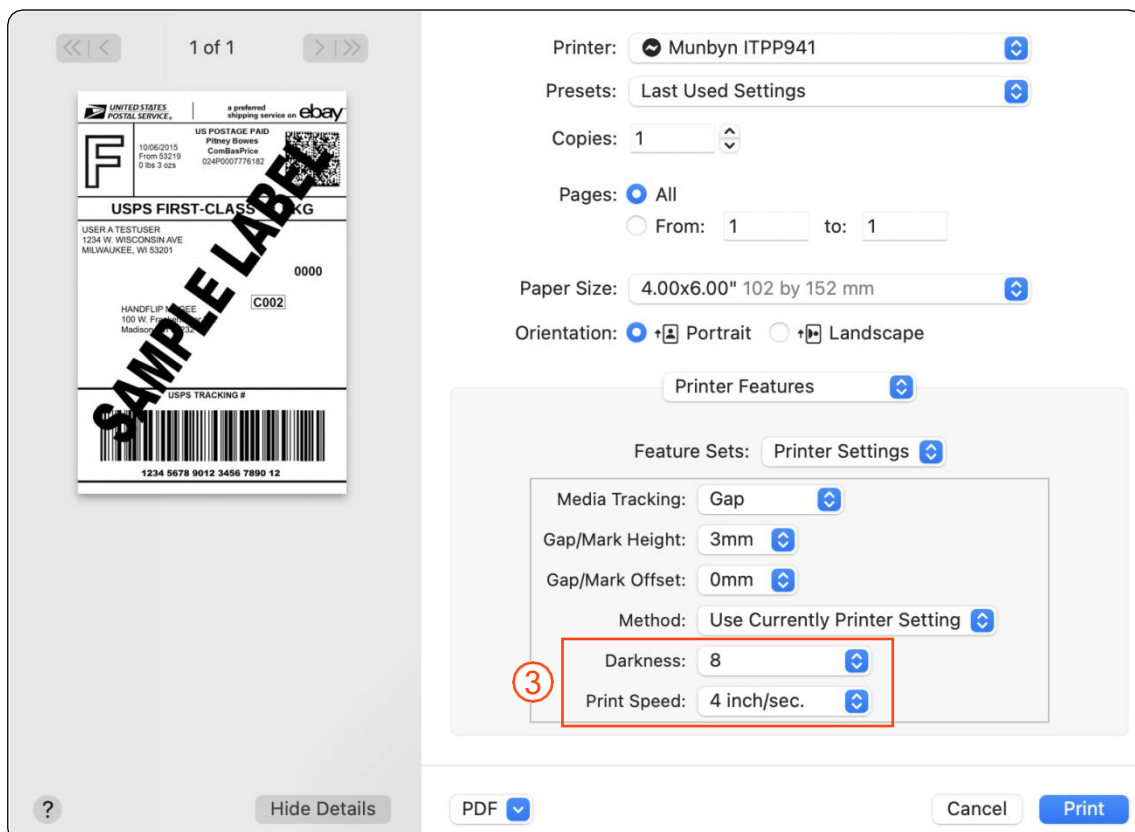 1 of 1
UNITED STATES
POSTAL SERVICE®
a preferred
shipping service on ebay
F
10/06/2015
From 53219
0 lbs 3 ozs
US POSTAGE PAID
Pitney Bowes
ComBasPrice
024P0007776182
USPS FIRST-CLASS KG
USER A TESTUSER
1234 W. WISCONSIN AVE
MILWAUKEE, WI 53201
0000
C002
HANDFLIP
100 W.
Madison
SAMPLE LABEL
USPS TRACKING #
1234 5678 9012 3456 7890 12
? Hide Details
Printer: Munbyn ITPP941
Presets: Last Used Settings
Copies: 1
Pages: All
From: 1 to: 1
Paper Size: 4.00x6.00" 102 by 152 mm
Orientation: Portrait Landscape
Printer Features
Feature Sets: Printer Settings
Media Tracking: Gap
Gap/Mark Height: 3mm
Gap/Mark Offset: 0mm
Method: Use Currently Printer Setting
3
Darkness: 8
Print Speed: 4 inch/sec.
PDF Cancel Print